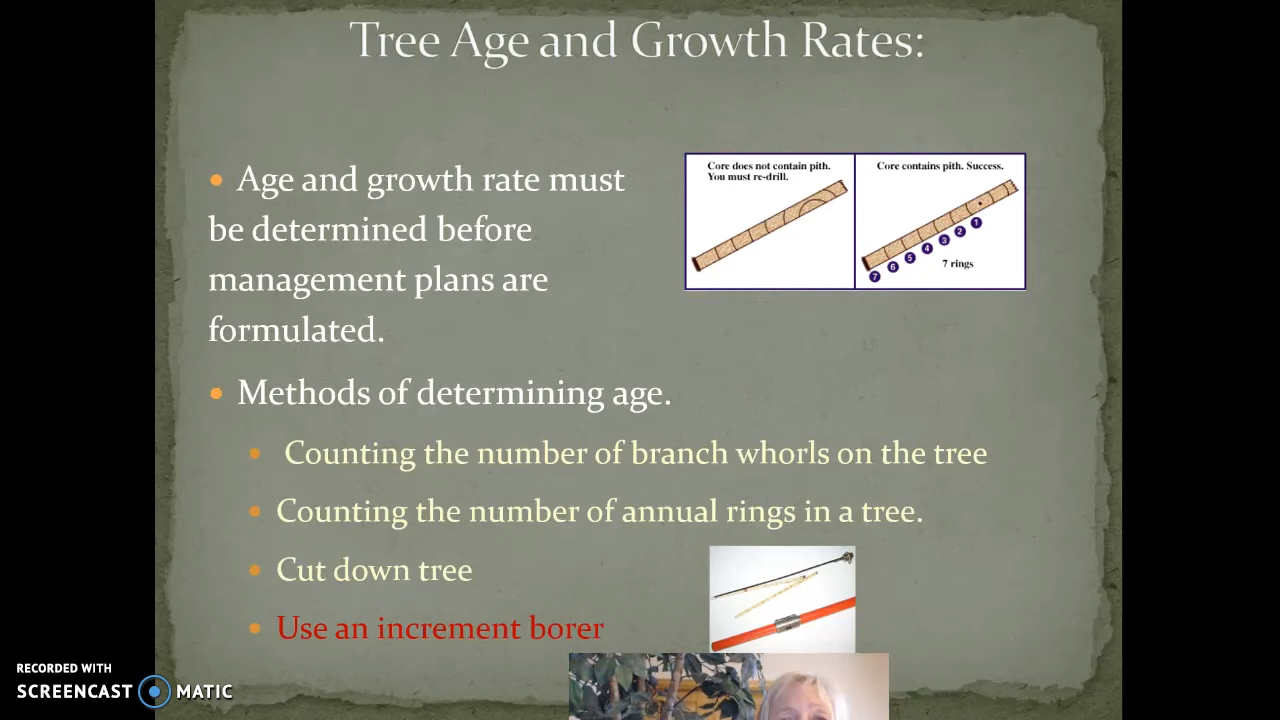 Tree Age and Growth Rates:
• Age and growth rate must
be determined before
management plans are
formulated.
Core does not contain pith.
You must re-drill.
Core contains pith. Success.
1
2
3
4
5
6
7
7 rings
• Methods of determining age.
• Counting the number of branch whorls on the tree
• Counting the number of annual rings in a tree.
• Cut down tree
• Use an increment borer
RECORDED WITH
SCREENCAST MATIC